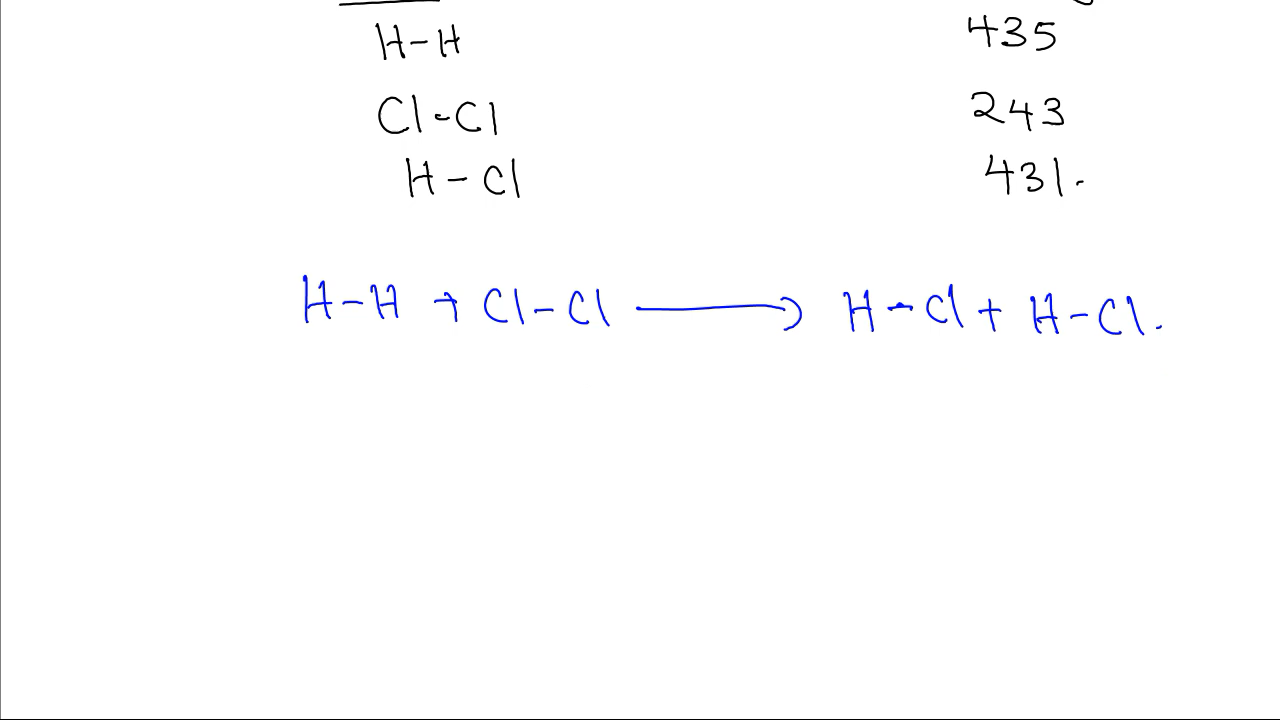 H-H 435
Cl-Cl 243
H-Cl 431.
H-H + Cl-Cl ⟶ H-Cl + H-Cl.